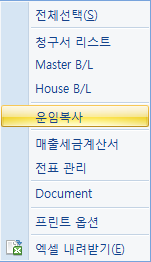 전체선택(S)
청구서 리스트
Master B/L
House B/L
운임복사
매출세금계산서
전표 관리
Document
프린트 옵션
엑셀 내려받기(E)